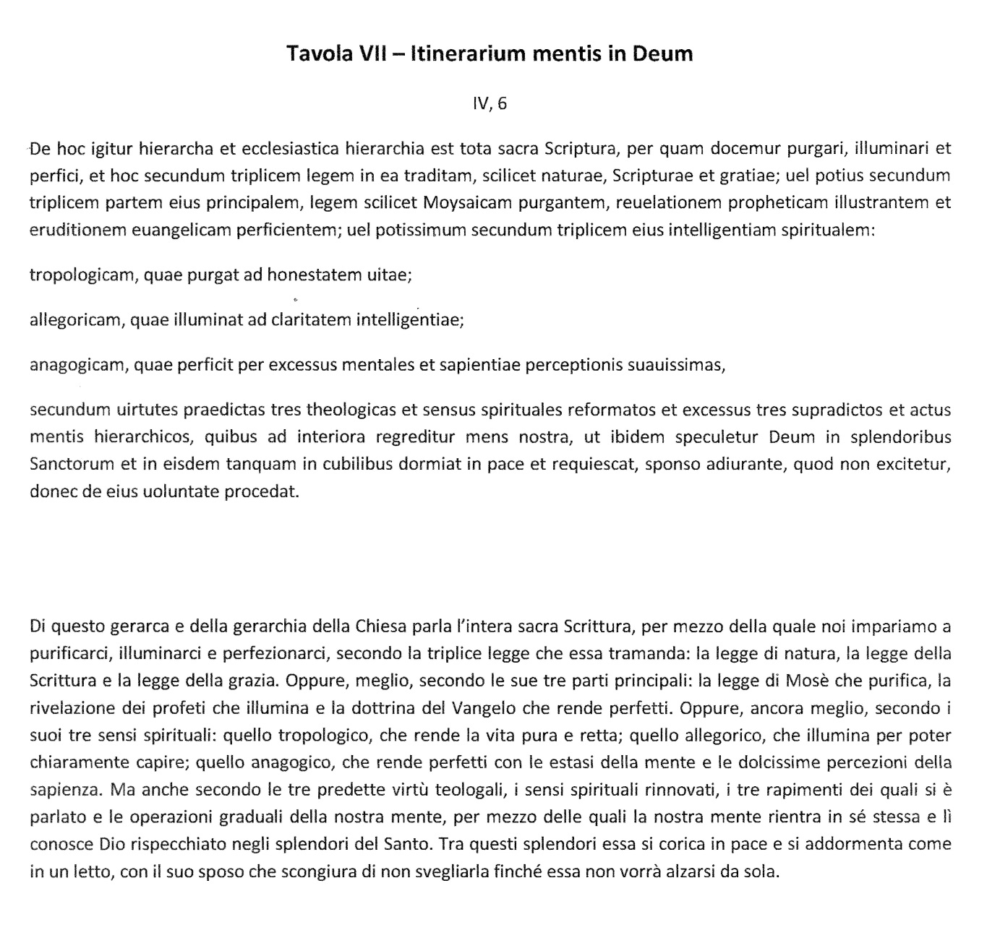 Tavola VII – Itinerarium mentis in Deum
IV, 6
De hoc igitur hierarcha et ecclesiastica hierarchia est tota sacra Scriptura, per quam docemur purgari, illuminari et
perfici, et hoc secundum triplicem legem in ea traditam, scilicet naturae, Scripturae et gratiae; uel potius secundum
triplicem partem eius principalem, legem scilicet Moysaicam purgantem, reuelationem propheticam illustrantem et
eruditionem euangelicam perficientem; uel potissimum secundum triplicem eius intelligentiam spiritualem:
tropologicam, quae purgat ad honestatem uitae;
allegoricam, quae illuminat ad claritatem intelligentiae;
anagogicam, quae perficit per excessus mentales et sapientiae perceptionis suauissimas,
secundum uirtutes praedictas tres theologicas et sensus spirituales reformatos et excessus tres supradictos et actus
mentis hierarchicos, quibus ad interiora regreditur mens nostra, ut ibidem speculetur Deum in splendoribus
Sanctorum et in eisdem tanquam in cubilibus dormiat in pace et requiescat, sponso adiurante, quod non excitetur,
donec de eius uoluntate procedat.
Di questo gerarca e della gerarchia della Chiesa parla l'intera sacra Scrittura, per mezzo della quale noi impariamo a
purificarci, illuminarci e perfezionarci, secondo la triplice legge che essa tramanda: la legge di natura, la legge della
Scrittura e la legge della grazia. Oppure, meglio, secondo le sue tre parti principali: la legge di Mosè che purifica, la
rivelazione dei profeti che illumina e la dottrina del Vangelo che rende perfetti. Oppure, ancora meglio, secondo i
suoi tre sensi spirituali: quello tropologico, che rende la vita pura e retta; quello allegorico, che illumina per poter
chiaramente capire; quello anagogico, che rende perfetti con le estasi della mente e le dolcissime percezioni della
sapienza. Ma anche secondo le tre predette virtù teologali, i sensi spirituali rinnovati, i tre rapimenti dei quali si è
parlato e le operazioni graduali della nostra mente, per mezzo delle quali la nostra mente rientra in sé stessa e lì
conosce Dio rispecchiato negli splendori del Santo. Tra questi splendori essa si corica in pace e si addormenta come
in un letto, con il suo sposo che scongiura di non svegliarla finché essa non vorrà alzarsi da sola.